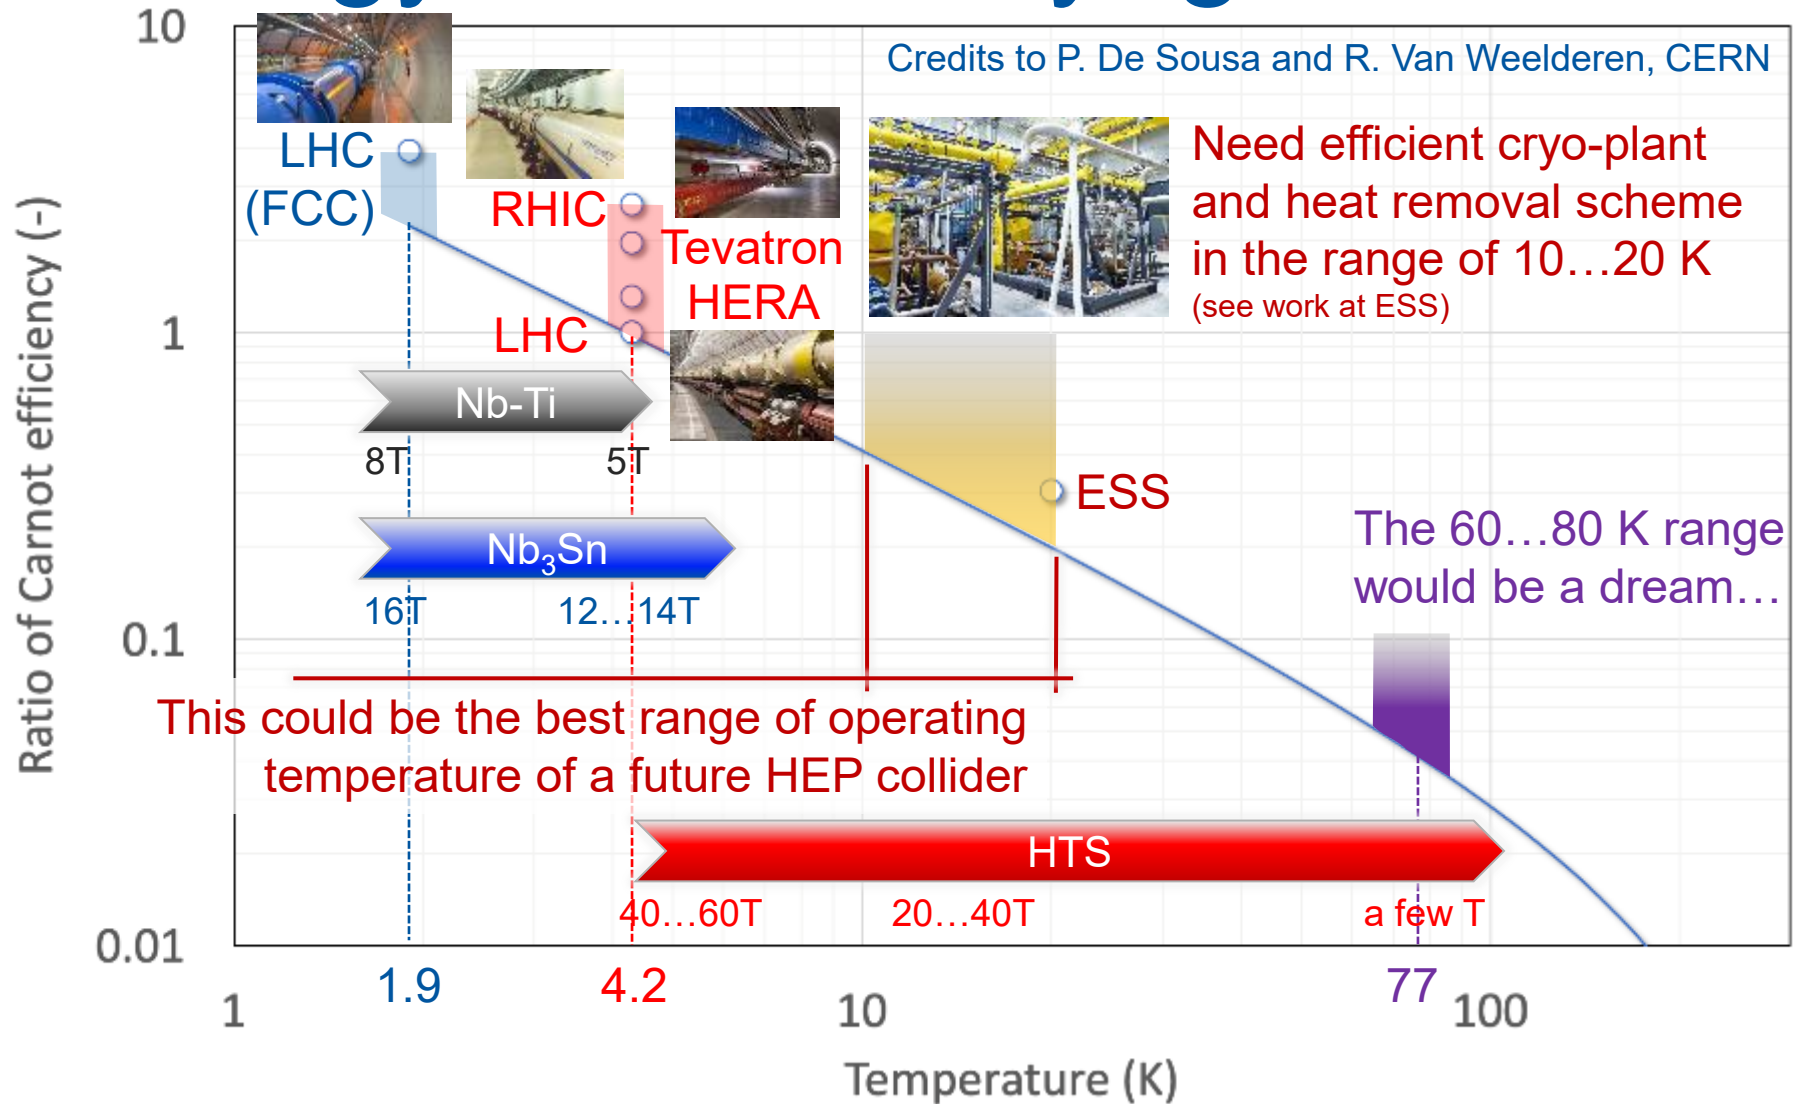 10
Credits to P. De Sousa and R. Van Weelderen, CERN
LHC
(FCC)
RHIC
Tevatron
HERA
LHC
Need efficient cryo-plant
and heat removal scheme
in the range of 10…20 K
(see work at ESS)
1
Nb-Ti
8T
5T
ESS
Nb₃Sn
16T
12…14T
The 60…80 K range
would be a dream…
0.1
This could be the best range of operating
temperature of a future HEP collider
HTS
40…60T
20…40T
a few T
0.01
1.9
4.2
77
1
10
100
Temperature (K)
Ratio of Carnot efficiency (-)